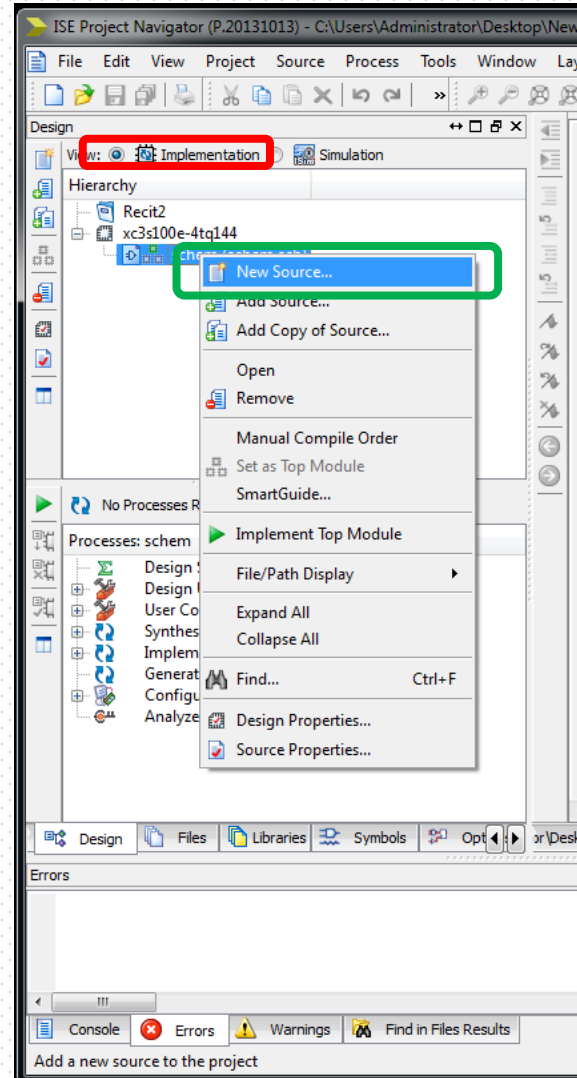 ISE Project Navigator (P.20131013) - C:\Users\Administrator\Desktop\New
File Edit View Project Source Process Tools Window Lay
»
Design
View: Implementation Simulation
Hierarchy
Recit2
xc3s100e-4tq144
New Source...
Add Source...
Add Copy of Source...
Open
Remove
Manual Compile Order
Set as Top Module
SmartGuide...
No Processes R
Processes: schem
Implement Top Module
Design
File/Path Display
Design
User Co
Expand All
Synthes
Collapse All
Implem
Generat
Find... Ctrl+F
Configu
Analyze
Design Properties...
Source Properties...
Design Files Libraries Symbols Opt or\Desk
Errors
Console Errors Warnings Find in Files Results
Add a new source to the project